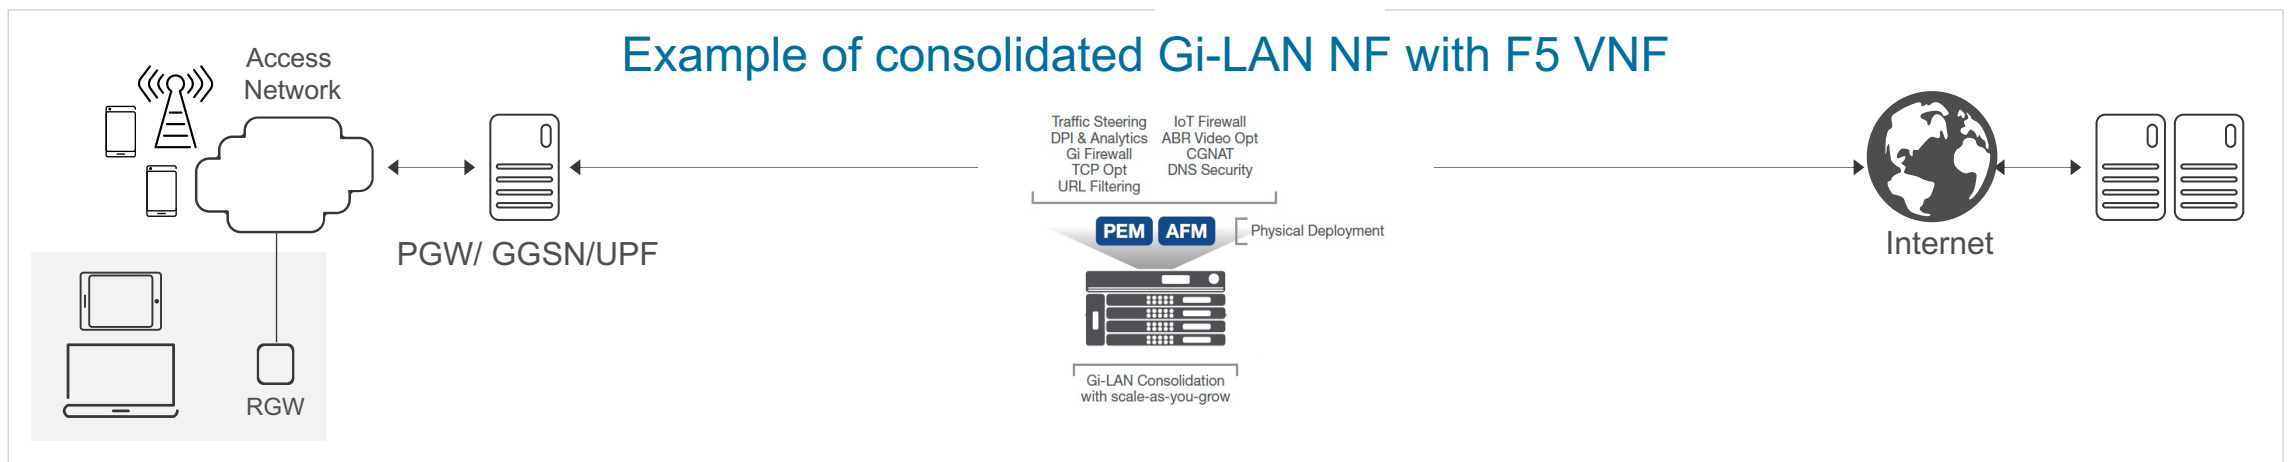 Example of consolidated Gi-LAN NF with F5 VNF
Access
Network
PGW/ GGSN/UPF
RGW
Traffic Steering
DPI & Analytics
Gi Firewall
TCP Opt
URL Filtering
IoT Firewall
ABR Video Opt
CGNAT
DNS Security
PEM
AFM
Physical Deployment
Gi-LAN Consolidation
with scale-as-you-grow
Internet